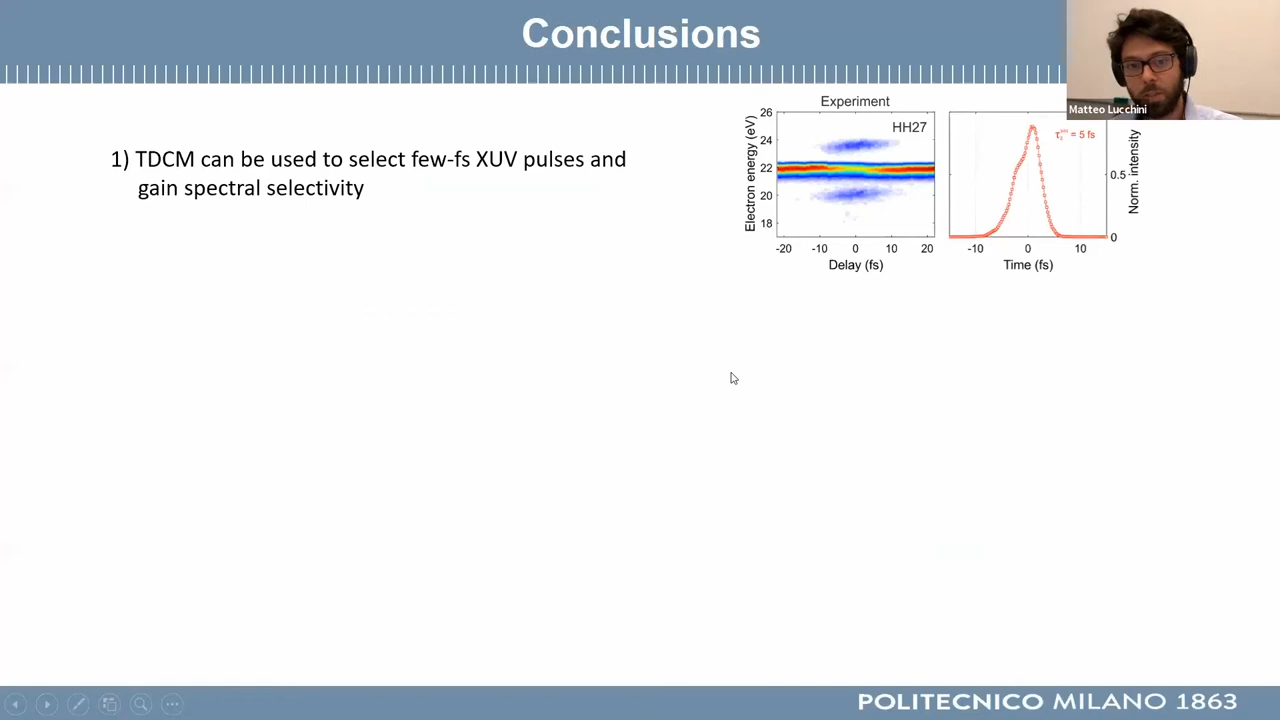 Conclusions
Matteo Lucchini
1) TDCM can be used to select few-fs XUV pulses and
gain spectral selectivity
Experiment
HH27
Electron energy (eV)
26
24
22
20
18
-20 -10 0 10 20
Delay (fs)
= 5 fs
Norm. intensity
0.5
0
-10 0 10
Time (fs)
POLITECNICO MILANO 1863